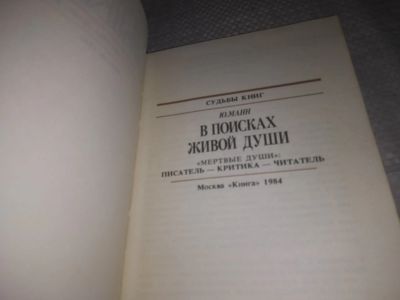 СУДЬБЫ КНИГ
Ю.МАНН
В ПОИСКАХ
ЖИВОЙ ДУШИ
«МЕРТВЫЕ ДУШИ»:
ПИСАТЕЛЬ — КРИТИКА — ЧИТАТЕЛЬ
Москва «Книга» 1984